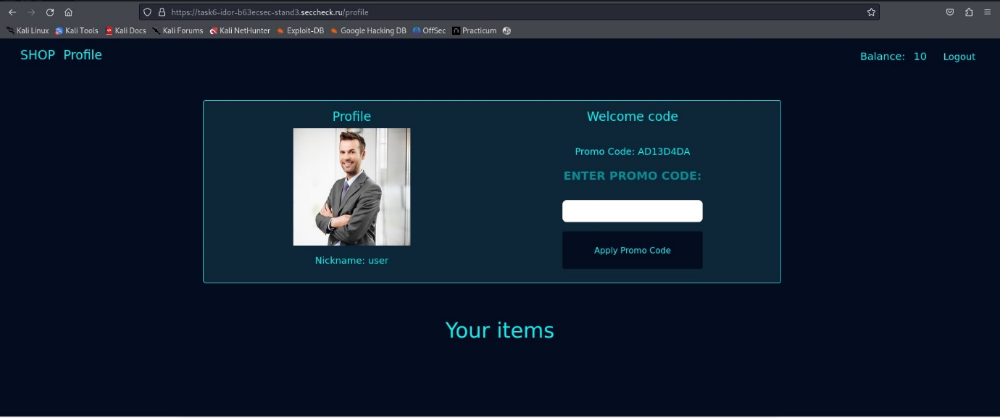 https://task6-idor-b63ecsec-stand3.seccheck.ru/profile
Kali Linux Kali Tools Kali Docs Kali Forums Kali NetHunter Exploit-DB Google Hacking DB OffSec Practicum
SHOP Profile Balance: 10 Logout
Profile
Welcome code
Promo Code: AD13D4DA
ENTER PROMO CODE:
Apply Promo Code
Nickname: user
Your items